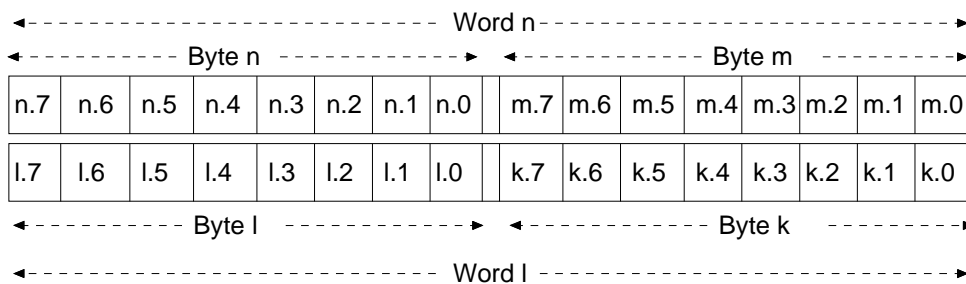 Word n
Byte n Byte m
n.7 n.6 n.5 n.4 n.3 n.2 n.1 n.0 m.7 m.6 m.5 m.4 m.3 m.2 m.1 m.0
l.7 l.6 l.5 l.4 l.3 l.2 l.1 l.0 k.7 k.6 k.5 k.4 k.3 k.2 k.1 k.0
Byte l Byte k
Word l